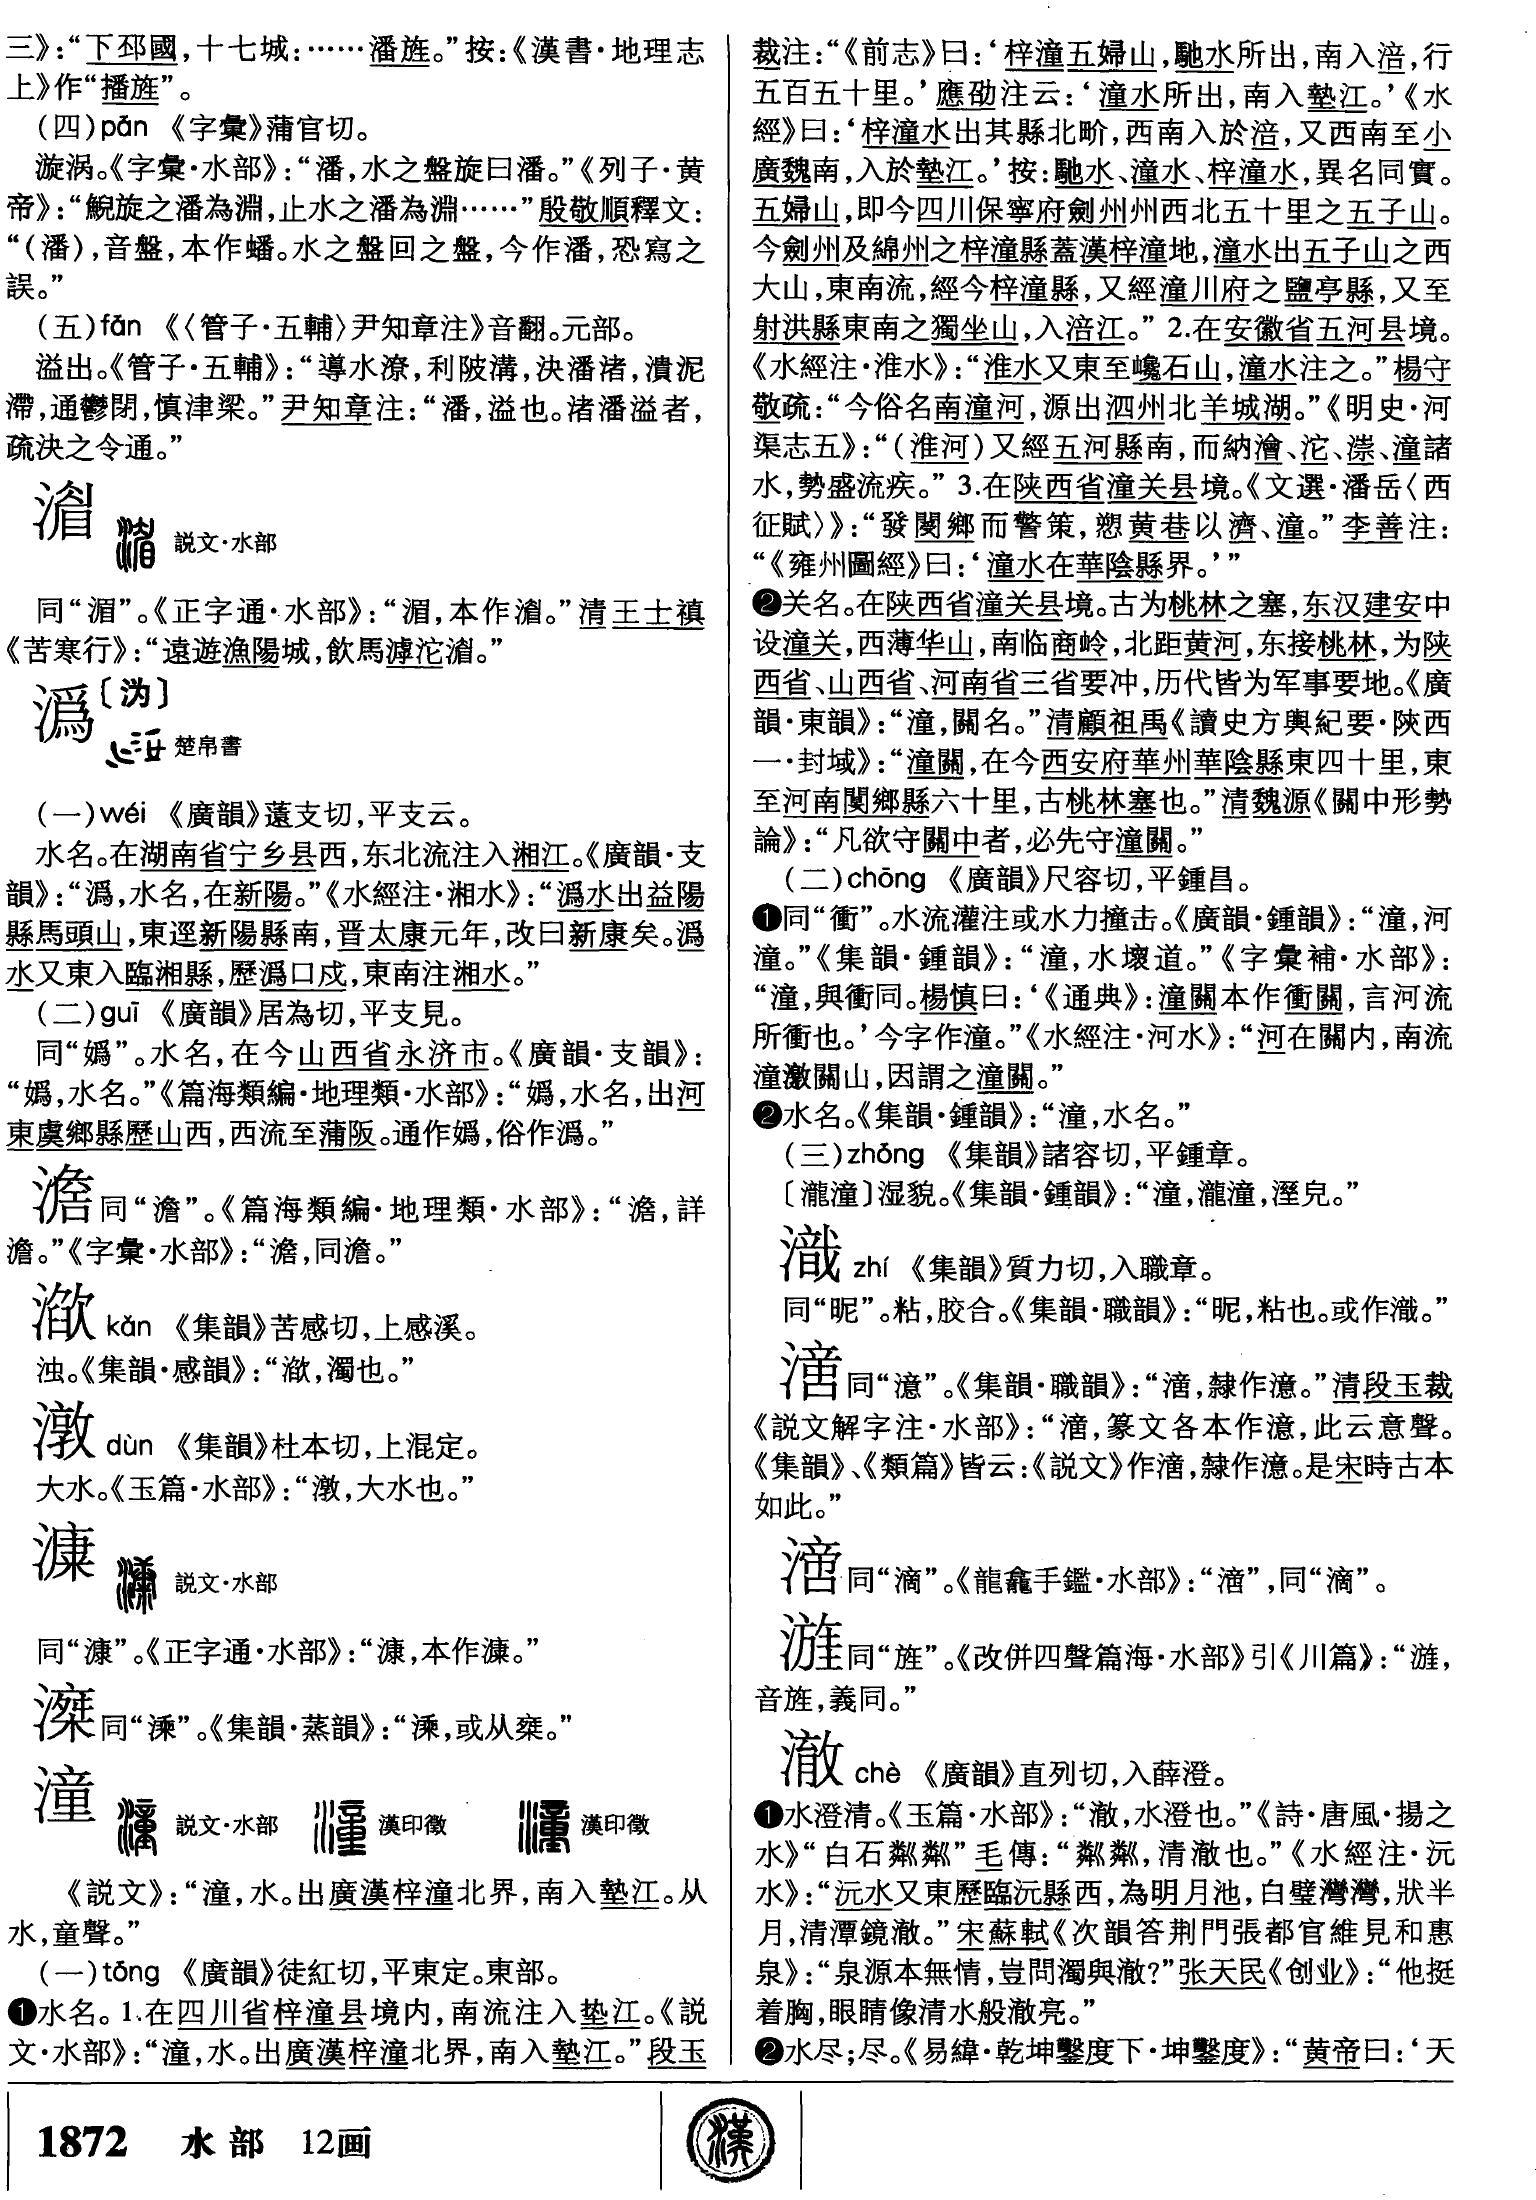 三》：“下邳國，十七城：……潘旌。”按：《漢書·地理志
上》作“播旌”。
（四）pán 《字彙》蒲官切。
漩涡。《字彙·水部》：“潘，水之盤旋曰潘。”《列子·黄
帝》：“鯢旋之潘為淵，止水之潘為淵……”殷敬順釋文：
“（潘），音盤，本作蟠。水之盤回之盤，今作潘，恐寫之
誤。”
（五）fān 《〈管子·五輔〉尹知章注》音翻。元部。
溢出。《管子·五輔》：“導水潦，利陂溝，決潘渚，潰泥
滯，通鬱閉，慎津梁。”尹知章注：“潘，溢也。渚潘溢者，
疏決之令通。”
説文·水部
同“湄”。《正字通·水部》：“湄，本作㵟。”清王士禛
《苦寒行》：“遠遊漁陽城，飲馬滹沱㵟。”
潙〔沩〕
楚帛書
（一）wéi 《廣韻》薳支切，平支云。
水名。在湖南省宁乡县西，东北流注入湘江。《廣韻·支
韻》：“潙，水名，在新陽。”《水經注·湘水》：“潙水出益陽
縣馬頭山，東逕新陽縣南，晋太康元年，改曰新康矣。潙
水又東入臨湘縣，歷潙口戍，東南注湘水。”
（二）guī 《廣韻》居為切，平支見。
同“嬀”。水名，在今山西省永济市。《廣韻·支韻》：
“嬀，水名。”《篇海類編·地理類·水部》：“嬀，水名，出河
東虞鄉縣歷山西，西流至蒲阪。通作嬀，俗作潙。”
同“澹”。《篇海類編·地理類·水部》：“澹，詳
澹。”《字彙·水部》：“澹，同澹。”
㵊 kǎn 《集韻》苦感切，上感溪。
浊。《集韻·感韻》：“㵊，濁也。”
潡 dùn 《集韻》杜本切，上混定。
大水。《玉篇·水部》：“潡，大水也。”
説文·水部
同“漮”。《正字通·水部》：“漮，本作濂。”
同“溗”。《集韻·蒸韻》：“溗，或从椉。”
潼
説文·水部 漢印徵 漢印徵
《説文》：“潼，水。出廣漢梓潼北界，南入墊江。从
水，童聲。”
（一）tóng 《廣韻》徒紅切，平東定。東部。
❶水名。1.在四川省梓潼县境内，南流注入垫江。《説
文·水部》：“潼，水。出廣漢梓潼北界，南入墊江。”段玉
裁注：“《前志》曰：‘梓潼五婦山，馳水所出，南入涪，行
五百五十里。’應劭注云：‘潼水所出，南入墊江。’《水
經》曰：‘梓潼水出其縣北畍，西南入於涪，又西南至小
廣魏南，入於墊江。’按：馳水、潼水、梓潼水，異名同實。
五婦山，即今四川保寧府劍州州西北五十里之五子山。
今劍州及綿州之梓潼縣蓋漢梓潼地，潼水出五子山之西
大山，東南流，經今梓潼縣，又經潼川府之鹽亭縣，又至
射洪縣東南之獨坐山，入涪江。” 2.在安徽省五河县境。
《水經注·淮水》：“淮水又東至巉石山，潼水注之。”楊守
敬疏：“今俗名南潼河，源出泗州北羊城湖。”《明史·河
渠志五》：“（淮河）又經五河縣南，而納澮、沱、漴、潼諸
水，勢盛流疾。” 3.在陕西省潼关县境。《文選·潘岳〈西
征賦〉》：“發閿鄉而警策，愬黄巷以濟、潼。”李善注：
“《雍州圖經》曰：‘潼水在華陰縣界。’”
❷关名。在陕西省潼关县境。古为桃林之塞，东汉建安中
设潼关，西薄华山，南临商岭，北距黄河，东接桃林，为陕
西省、山西省、河南省三省要冲，历代皆为军事要地。《廣
韻·東韻》：“潼，關名。”清顧祖禹《讀史方輿紀要·陝西
一·封域》：“潼關，在今西安府華州華陰縣東四十里，東
至河南閿鄉縣六十里，古桃林塞也。”清魏源《關中形勢
論》：“凡欲守關中者，必先守潼關。”
（二）chōng 《廣韻》尺容切，平鍾昌。
❶同“衝”。水流灌注或水力撞击。《廣韻·鍾韻》：“潼，河
潼。”《集韻·鍾韻》：“潼，水壞道。”《字彙補·水部》：
“潼，與衝同。楊慎曰：‘《通典》：潼關本作衝關，言河流
所衝也。’今字作潼。”《水經注·河水》：“河在關内，南流
潼激關山，因謂之潼關。”
❷水名。《集韻·鍾韻》：“潼，水名。”
（三）zhōng 《集韻》諸容切，平鍾章。
〔瀧潼〕湿貌。《集韻·鍾韻》：“潼，瀧潼，溼皃。”
㵃 zhí 《集韻》質力切，入職章。
同“昵”。粘，胶合。《集韻·職韻》：“昵，粘也。或作㵃。”
同“澺”。《集韻·職韻》：“㴔，隸作澺。”清段玉裁
《説文解字注·水部》：“㴔，篆文各本作澺，此云意聲。
《集韻》、《類篇》皆云：《説文》作㴔，隸作澺。是宋時古本
如此。”
同“滴”。《龍龕手鑑·水部》：“”，同“滴”。
同“旌”。《改併四聲篇海·水部》引《川篇》：“，
音旌，義同。”
澈 chè 《廣韻》直列切，入薛澄。
❶水澄清。《玉篇·水部》：“澈，水澄也。”《詩·唐風·揚之
水》“白石粼粼”毛傳：“粼粼，清澈也。”《水經注·沅
水》：“沅水又東歷臨沅縣西，為明月池，白璧灣灣，狀半
月，清潭鏡澈。”宋蘇軾《次韻答荆門張都官維見和惠
泉》：“泉源本無情，豈問濁與澈？”张天民《创业》：“他挺
着胸，眼睛像清水般澈亮。”
❷水尽；尽。《易緯·乾坤鑿度下·坤鑿度》：“黄帝曰：‘天
1872 水部 12画
漢